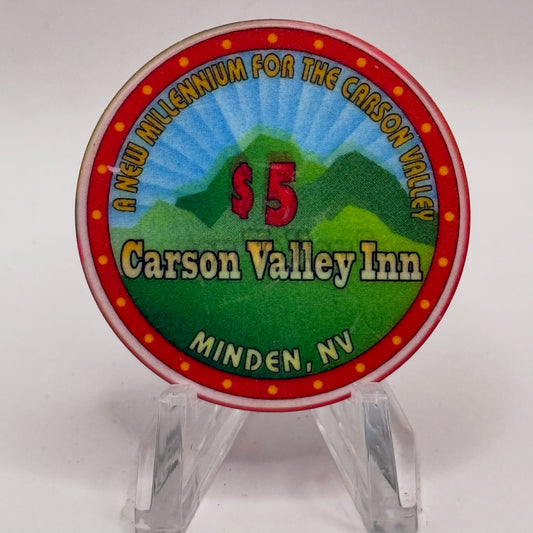 A NEW MILLENNIUM FOR THE CARSON VALLEY
$5
Carson Valley Inn
MINDEN, NV